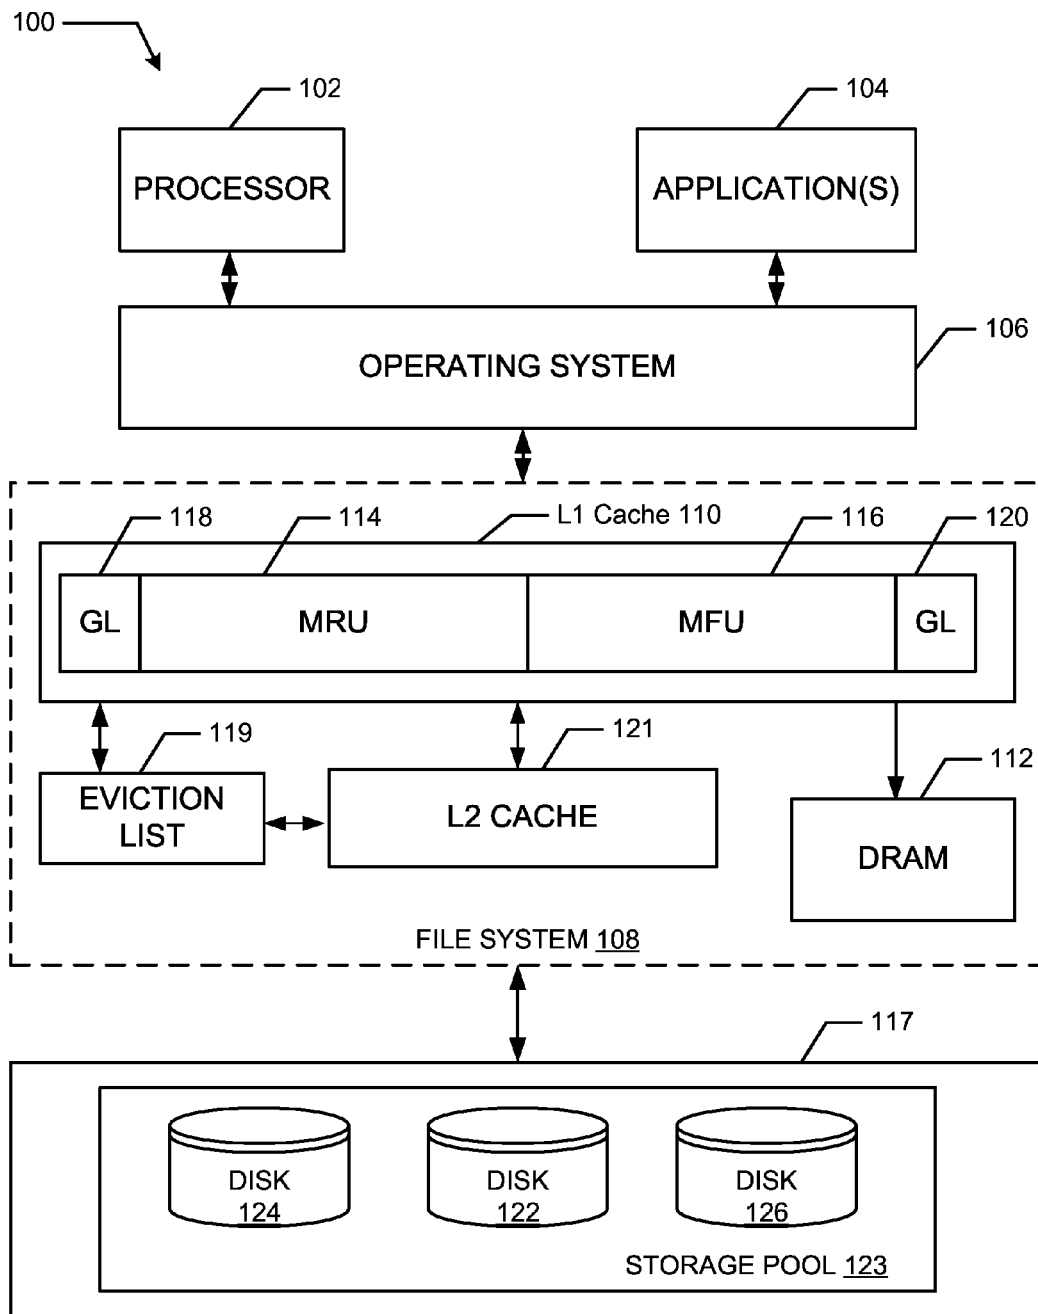 100
102
104
PROCESSOR
APPLICATION(S)
106
OPERATING SYSTEM
118
114
L1 Cache 110
116
120
GL
MRU
MFU
GL
119
121
112
EVICTION
LIST
L2 CACHE
DRAM
FILE SYSTEM 108
117
DISK
124
DISK
122
DISK
126
STORAGE POOL 123